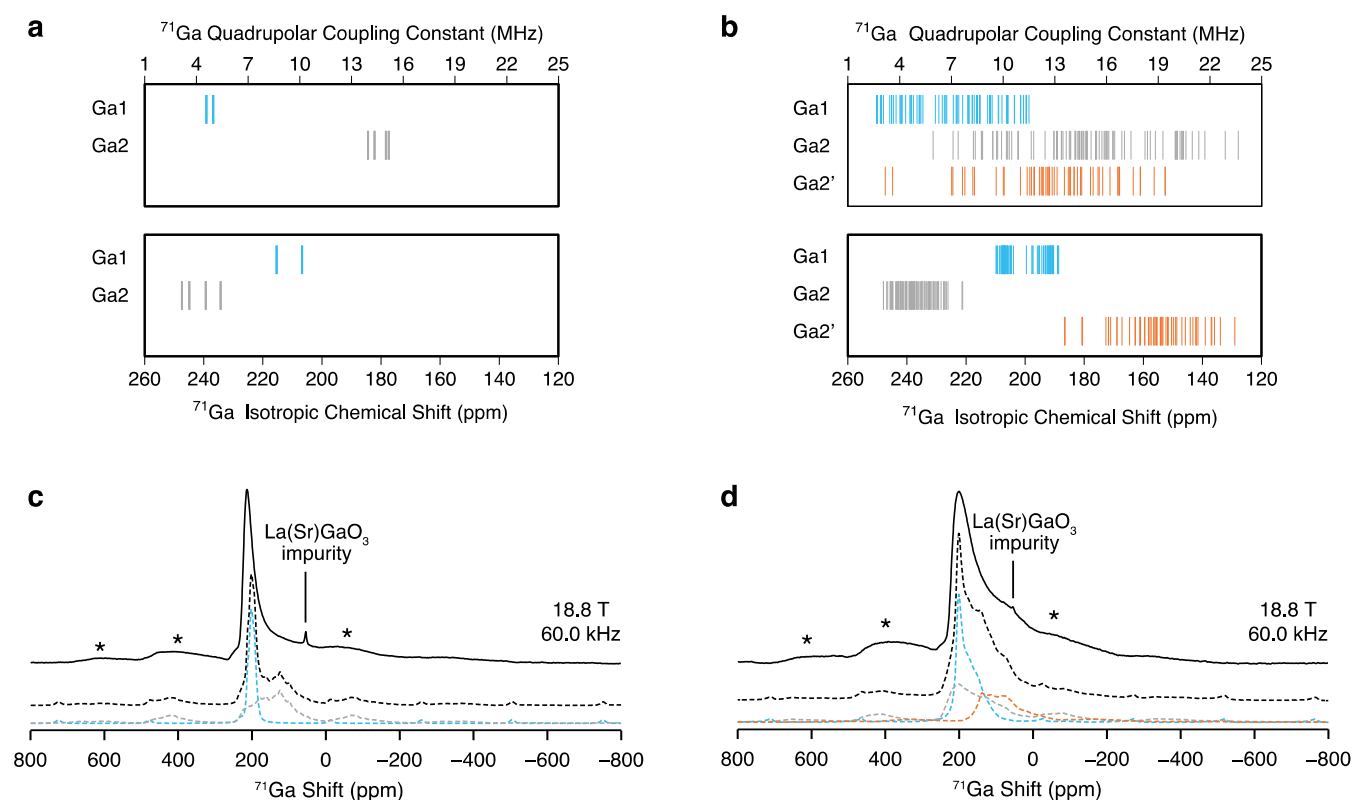 a
⁷¹Ga Quadrupolar Coupling Constant (MHz)
1 4 7 10 13 16 19 22 25
Ga1
Ga2
Ga1
Ga2
260 240 220 200 180 160 140 120
⁷¹Ga Isotropic Chemical Shift (ppm)
b
⁷¹Ga Quadrupolar Coupling Constant (MHz)
1 4 7 10 13 16 19 22 25
Ga1
Ga2
Ga2’
Ga1
Ga2
Ga2’
260 240 220 200 180 160 140 120
⁷¹Ga Isotropic Chemical Shift (ppm)
c
La(Sr)GaO₃
impurity
* * *
18.8 T
60.0 kHz
800 600 400 200 0 −200 −400 −600 −800
⁷¹Ga Shift (ppm)
d
La(Sr)GaO₃
impurity
* * *
18.8 T
60.0 kHz
800 600 400 200 0 −200 −400 −600 −800
⁷¹Ga Shift (ppm)